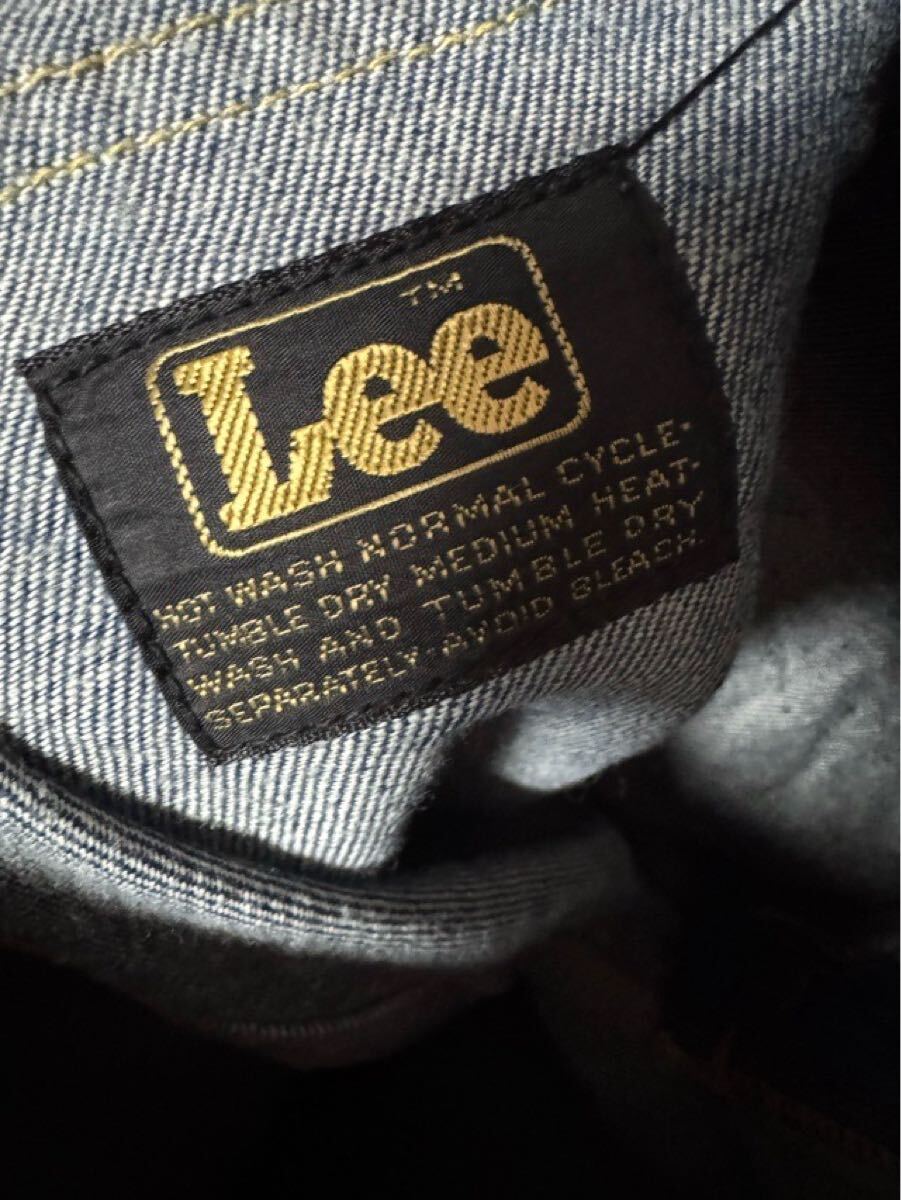 TM
Lee
HOT WASH NORMAL CYCLE-
TUMBLE DRY MEDIUM HEAT-
WASH AND TUMBLE DRY
SEPARATELY-AVOID BLEACH.